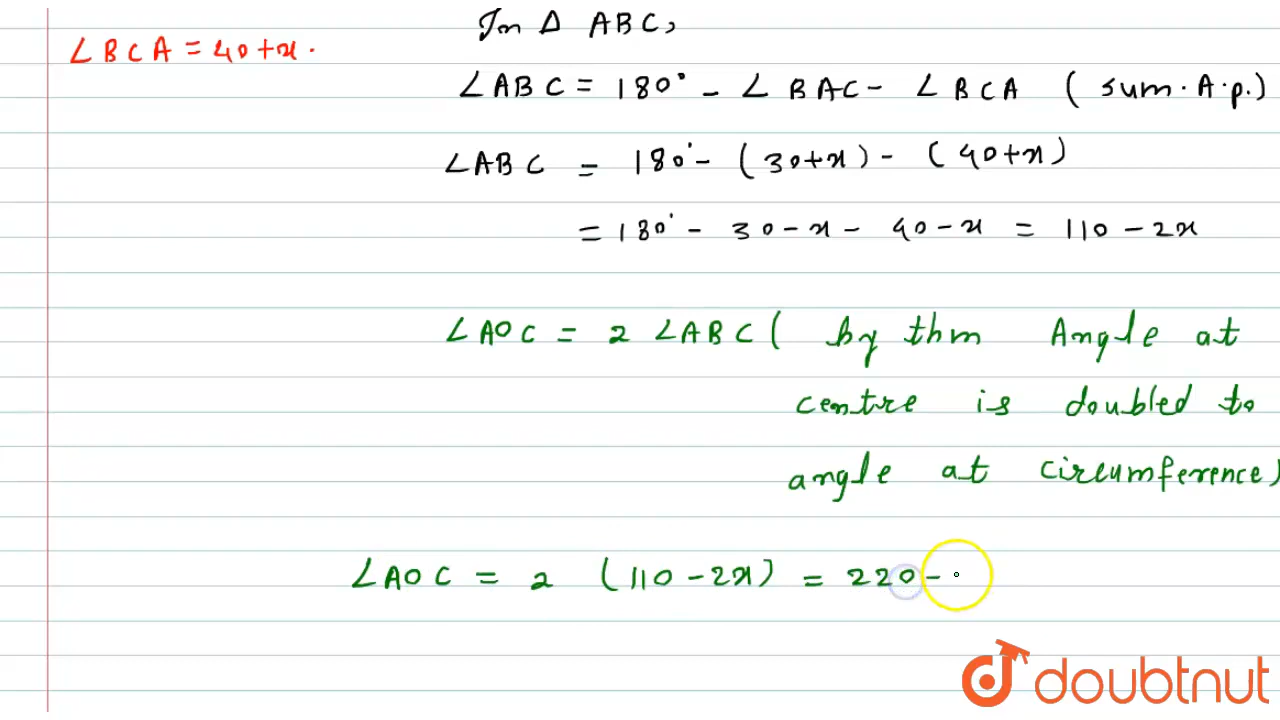 In Δ ABC,
∠BCA = 40+x.
∠ABC = 180° - ∠BAC - ∠BCA (sum.A.p.)
∠ABC = 180° - (30+x) - (40+x)
= 180° - 30 - x - 40 - x = 110 - 2x
∠AOC = 2 ∠ABC ( by thm Angle at
centre is doubled to
angle at circumference)
∠AOC = 2 (110 - 2x) = 220 -
doubtnut